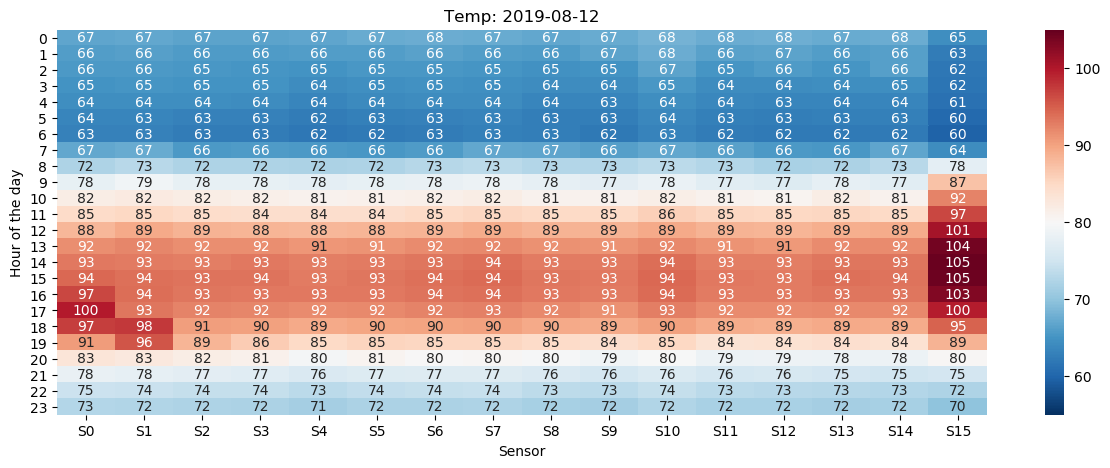 Temp: 2019-08-12
0 67 67 67 67 67 67 68 67 67 67 68 68 68 67 68 65
1 66 66 66 66 66 66 66 66 66 67 68 66 67 66 66 63
2 66 66 65 65 65 65 65 65 65 65 67 65 66 65 66 62
3 65 65 65 65 64 65 65 65 64 64 65 64 64 64 65 62
4 64 64 64 64 63 64 64 64 64 63 64 64 63 64 64 61
5 64 63 63 63 62 63 63 63 63 63 64 63 63 63 63 60
6 63 63 63 63 62 62 63 63 63 62 63 62 62 62 62 60
7 67 67 66 66 66 66 66 67 67 66 67 66 66 66 67 64
8 72 73 72 72 72 72 73 73 73 73 73 73 72 72 73 78
9 78 79 78 78 78 78 78 78 78 77 78 77 77 78 77 87
10 82 82 82 82 81 81 82 82 81 81 82 81 81 82 81 92
11 85 85 85 84 84 84 85 85 85 85 86 85 85 85 85 97
12 88 89 89 88 88 88 89 89 89 89 89 89 89 89 89 101
13 92 92 92 92 91 91 92 92 92 91 92 91 91 92 92 104
14 93 93 93 93 93 93 93 94 93 93 94 93 93 93 93 105
15 94 94 93 94 93 93 94 94 94 93 94 94 93 94 94 105
16 97 94 93 93 93 93 94 94 93 93 94 93 93 93 93 103
17 100 93 92 92 92 92 92 92 93 91 93 92 92 92 92 100
18 97 98 91 90 89 90 90 90 90 89 90 89 89 89 89 95
19 91 96 89 86 85 85 85 85 85 84 85 84 84 84 84 89
20 83 83 82 81 80 81 80 80 80 79 80 79 79 78 78 80
21 78 78 77 77 76 77 77 77 76 76 76 76 76 75 75 75
22 75 74 74 74 73 74 74 74 73 73 74 73 73 73 73 72
23 73 72 72 72 71 72 72 72 72 71 72 72 72 72 72 70
S0 S1 S2 S3 S4 S5 S6 S7 S8 S9 S10 S11 S12 S13 S14 S15
Sensor
Hour of the day
100
90
80
70
60